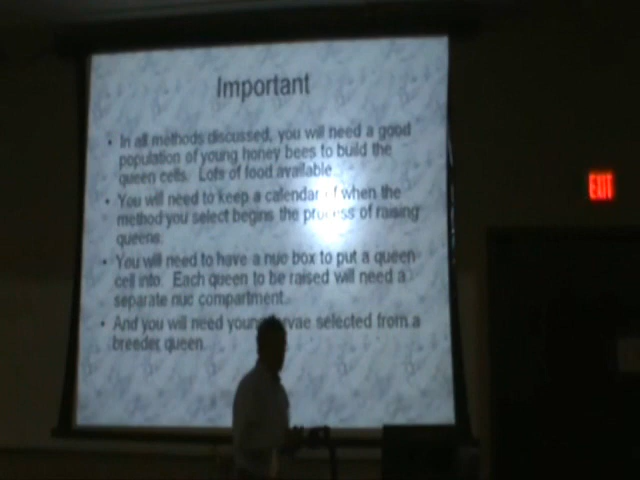 Important
• In all methods discussed, you will need a good
population of young honey bees to build the
queen cells. Lots of food available.
• You will need to keep a calendar of when the
method you select begins the process of raising
queens.
• You will need to have a nuc box to put a queen
cell into. Each queen to be raised will need a
separate nuc compartment.
• And you will need young larvae selected from a
breeder queen.
EXIT